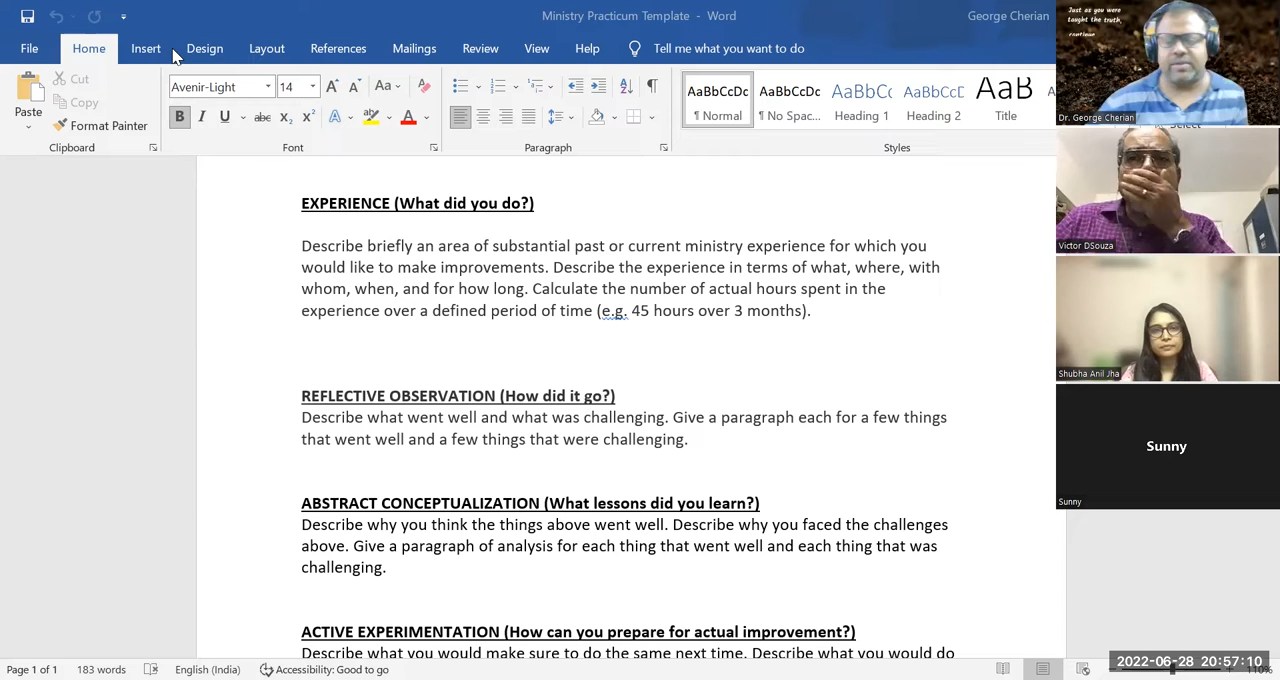 Ministry Practicum Template - Word
George Cherian
File Home Insert Design Layout References Mailings Review View Help Tell me what you want to do
Paste
Cut
Copy
Format Painter
Clipboard
Avenir-Light 14
Aa
B I U abc X₂ X²
A A
Font
Paragraph
AaBbCcDc AaBbCcDc AaBbCc AaBbCcD AaB
¶ Normal ¶ No Spac... Heading 1 Heading 2 Title
Styles
Select
EXPERIENCE (What did you do?)
Describe briefly an area of substantial past or current ministry experience for which you
would like to make improvements. Describe the experience in terms of what, where, with
whom, when, and for how long. Calculate the number of actual hours spent in the
experience over a defined period of time (e.g. 45 hours over 3 months).
REFLECTIVE OBSERVATION (How did it go?)
Describe what went well and what was challenging. Give a paragraph each for a few things
that went well and a few things that were challenging.
ABSTRACT CONCEPTUALIZATION (What lessons did you learn?)
Describe why you think the things above went well. Describe why you faced the challenges
above. Give a paragraph of analysis for each thing that went well and each thing that was
challenging.
ACTIVE EXPERIMENTATION (How can you prepare for actual improvement?)
Describe what you would make sure to do the same next time. Describe what you would do
Page 1 of 1 183 words English (India) Accessibility: Good to go
110%
Just as you were
taught the truth,
continue
Dr. George Cherian
Victor DSouza
Shubha Anil Jha
Sunny
Sunny
2022-06-28 20:57:10